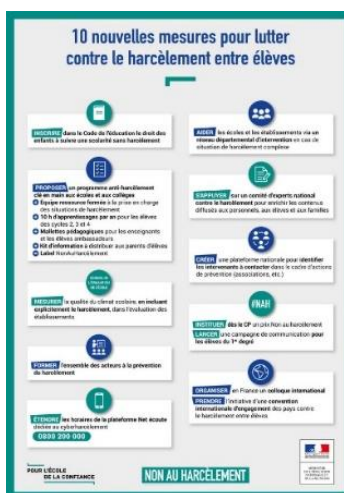 10 nouvelles mesures pour lutter
contre le harcèlement entre élèves
INSCRIRE dans le Code de l'éducation le droit des
enfants à suivre une scolarité sans harcèlement
PROPOSER un programme anti-harcèlement
clé en main aux écoles et aux collèges
Équipe ressource formée à la prise en charge
des situations de harcèlement
10 h d'apprentissages par an pour les élèves
des cycles 2, 3 et 4
Mallettes pédagogiques pour les enseignants
et les élèves ambassadeurs
Kit d'information à distribuer aux parents d'élèves
Label
MESURER la qualité du climat scolaire, en incluant
explicitement le harcèlement, dans l'évaluation des
établissements
FORMER l'ensemble des acteurs à la prévention
du harcèlement
ÉTENDRE les horaires de la plateforme Net écoute
dédiée au cyberharcèlement
0800 200 000
AIDER les écoles et les établissements via un
réseau départemental d'intervention en cas de
situation de harcèlement complexe
S'APPUYER sur un comité d'experts national
contre le harcèlement pour enrichir les contenus
diffusés aux personnels, aux élèves et aux familles
CRÉER une plateforme nationale pour identifier
les intervenants à contacter dans le cadre d'actions
de prévention (associations, etc.)
#NAH
INSTITUER dès le CP un prix Non au harcèlement
LANCER une campagne de communication pour
les élèves du 1er degré
ORGANISER en France un colloque international
PRENDRE l'initiative d'une convention
internationale d'engagement des pays contre
le harcèlement entre élèves
POUR L'ÉCOLE
DE LA CONFIANCE
NON AU HARCÈLEMENT